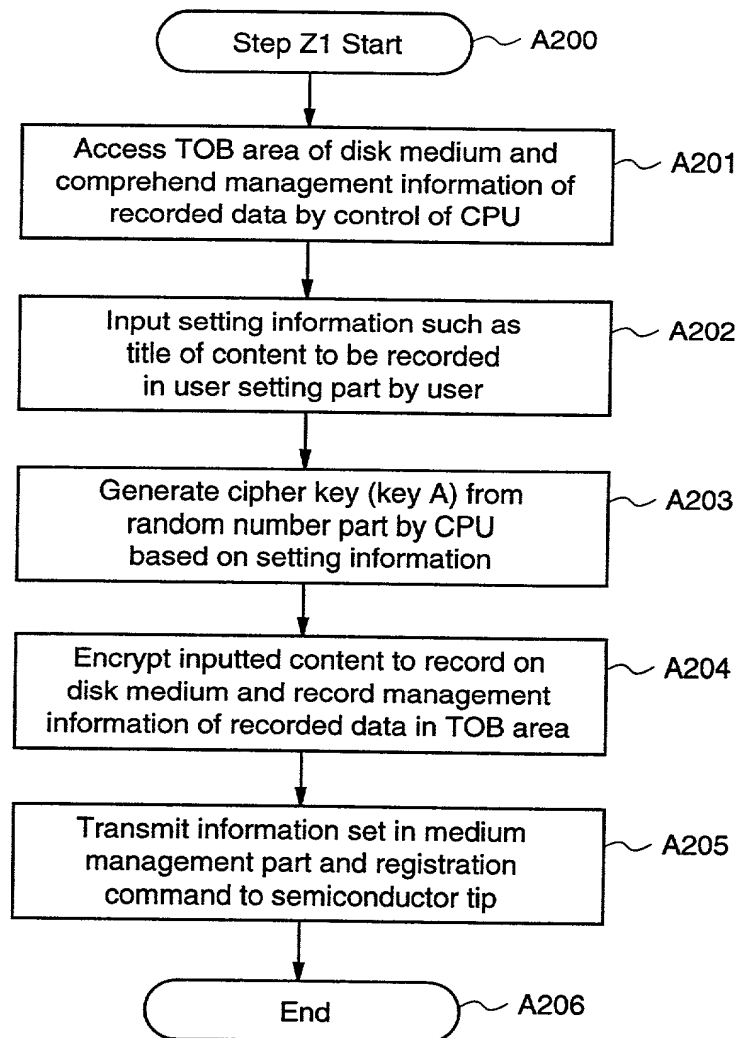 Step Z1 Start
A200
Access TOB area of disk medium and
comprehend management information of
recorded data by control of CPU
A201
Input setting information such as
title of content to be recorded
in user setting part by user
A202
Generate cipher key (key A) from
random number part by CPU
based on setting information
A203
Encrypt inputted content to record on
disk medium and record management
information of recorded data in TOB area
A204
Transmit information set in medium
management part and registration
command to semiconductor tip
A205
End
A206